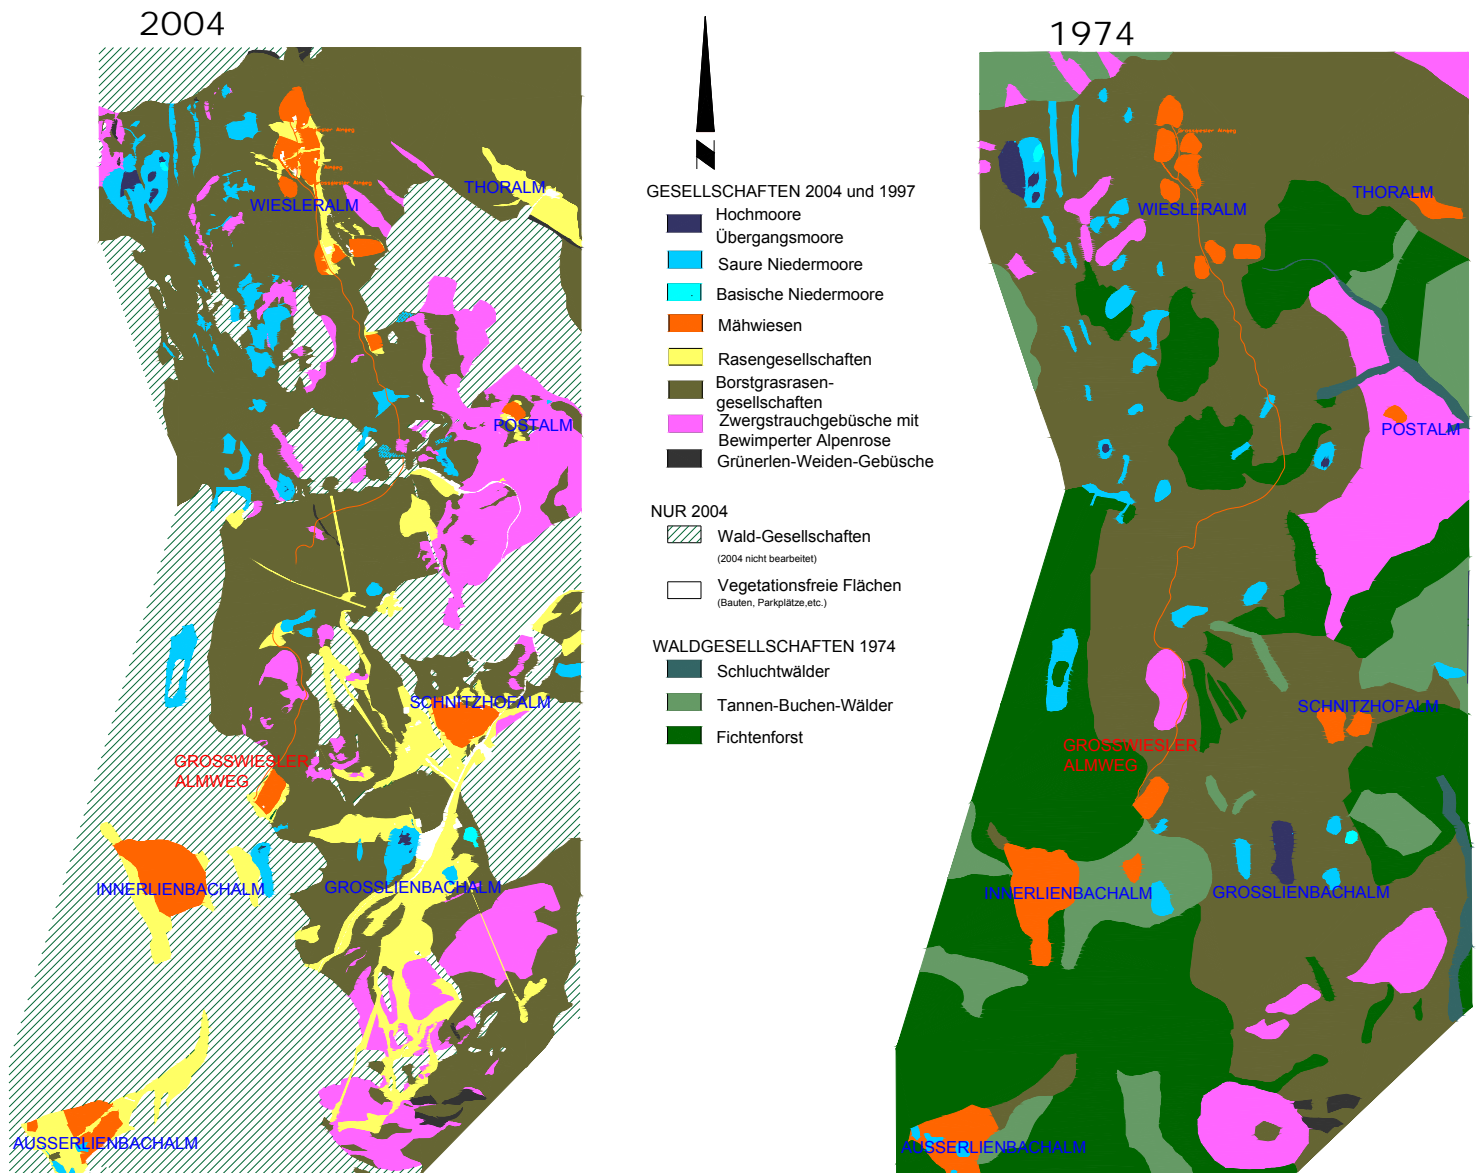 2004
1974
N
GESELLSCHAFTEN 2004 und 1997
Hochmoore
Übergangsmoore
Saure Niedermoore
Basische Niedermoore
Mähwiesen
Rasengesellschaften
Borstgrasrasen-
gesellschaften
Zwergstrauchgebüsche mit
Bewimperter Alpenrose
Grünerlen-Weiden-Gebüsche
NUR 2004
Wald-Gesellschaften
(2004 nicht bearbeitet)
Vegetationsfreie Flächen
(Bauten, Parkplätze,etc.)
WALDGESELLSCHAFTEN 1974
Schluchtwälder
Tannen-Buchen-Wälder
Fichtenforst
THORALM
WIESLERALM
POSTALM
SCHNITZHOFALM
GROSSWIESLER
ALMWEG
INNERLIENBACHALM
GROSSLIENBACHALM
AUSSERLIENBACHALM
THORALM
WIESLERALM
POSTALM
SCHNITZHOFALM
GROSSWIESLER
ALMWEG
INNERLIENBACHALM
GROSSLIENBACHALM
AUSSERLIENBACHALM